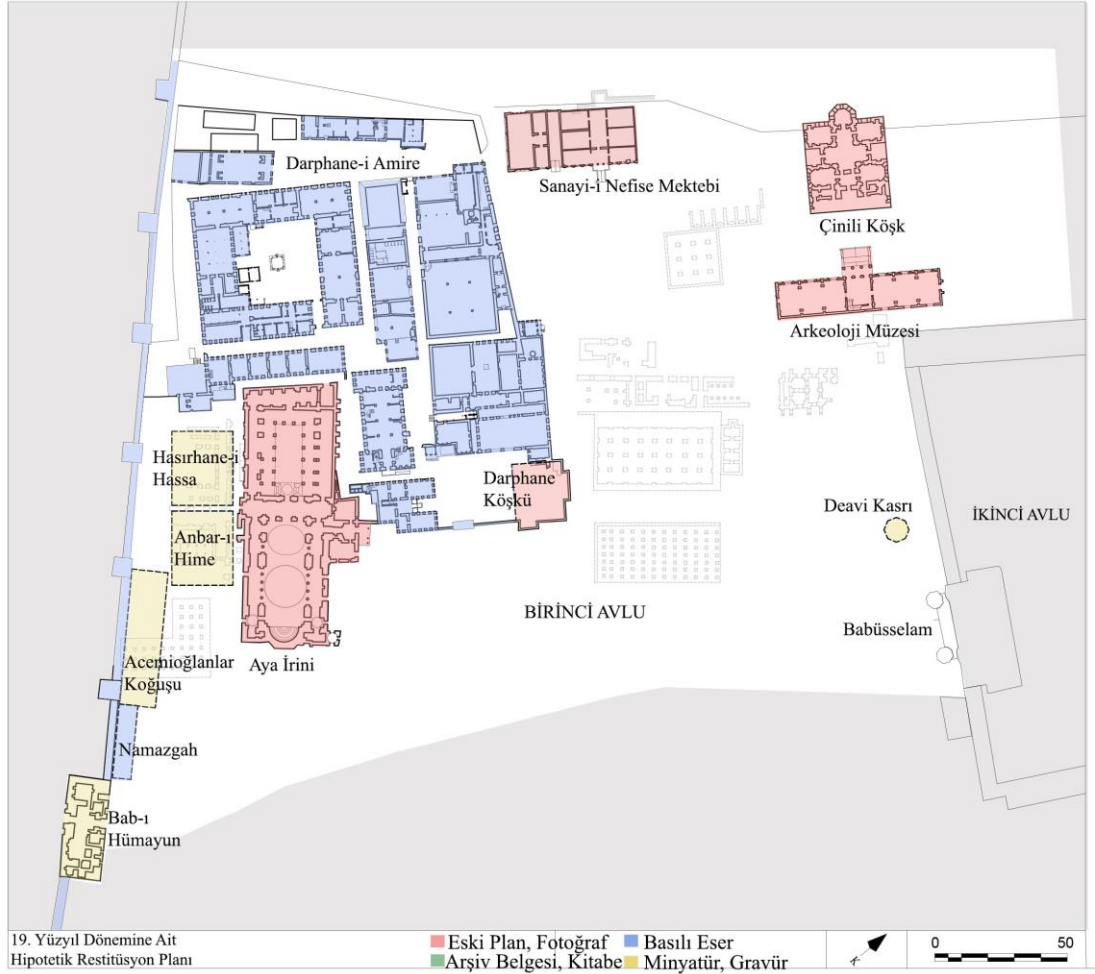 Darphane-i Amire
Sanayi-i Nefise Mektebi
Çinili Köşk
Arkeoloji Müzesi
Hasırhane-i
Hassa
Darphane
Köşkü
Deavi Kasrı
İKİNCİ AVLU
Anbar-ı
Hime
BİRİNCİ AVLU
Babüsselam
Acemioğlanlar
Koğuşu
Aya İrini
Namazgah
Bab-ı
Hümayun
19. Yüzyıl Dönemine Ait
Hipotetik Restitüsyon Planı
Eski Plan, Fotoğraf
Basılı Eser
Arşiv Belgesi, Kitabe
Minyatür, Gravür
0 50